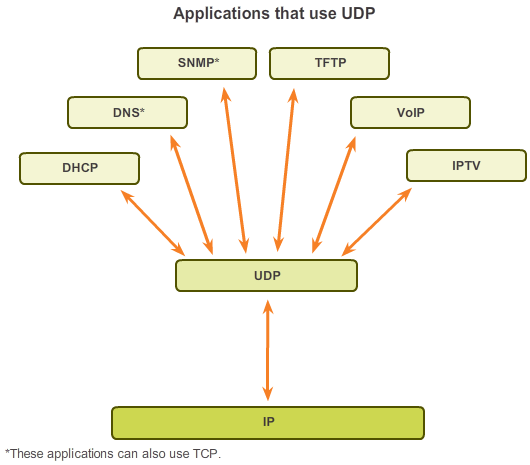 Applications that use UDP
SNMP*
TFTP
DNS*
VoIP
DHCP
IPTV
UDP
IP
*These applications can also use TCP.